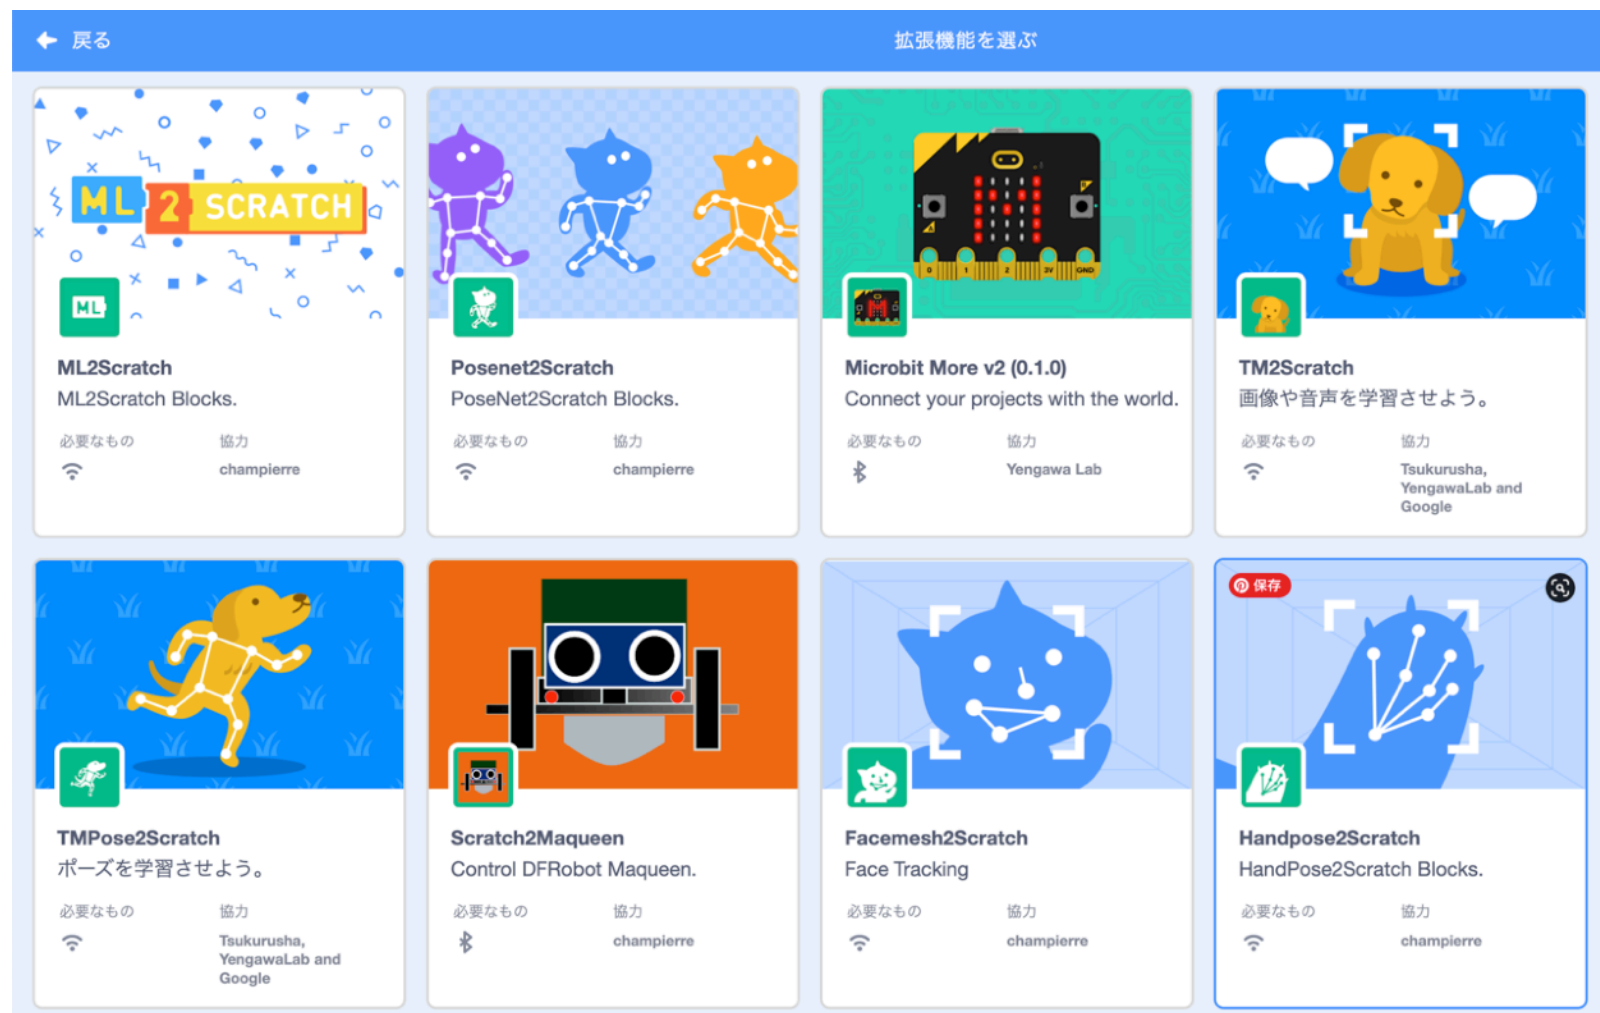 戻る
拡張機能を選ぶ
ML 2 SCRATCH
ML
ML2Scratch
ML2Scratch Blocks.
必要なもの 協力
champierre
Posenet2Scratch
PoseNet2Scratch Blocks.
必要なもの 協力
champierre
0 1 2 3V GND
Microbit More v2 (0.1.0)
Connect your projects with the world.
必要なもの 協力
Yengawa Lab
TM2Scratch
画像や音声を学習させよう。
必要なもの 協力
Tsukurusha,
YengawaLab and
Google
TMPose2Scratch
ポーズを学習させよう。
必要なもの 協力
Tsukurusha,
YengawaLab and
Google
Scratch2Maqueen
Control DFRobot Maqueen.
必要なもの 協力
champierre
Facemesh2Scratch
Face Tracking
必要なもの 協力
champierre
保存
Handpose2Scratch
HandPose2Scratch Blocks.
必要なもの 協力
champierre